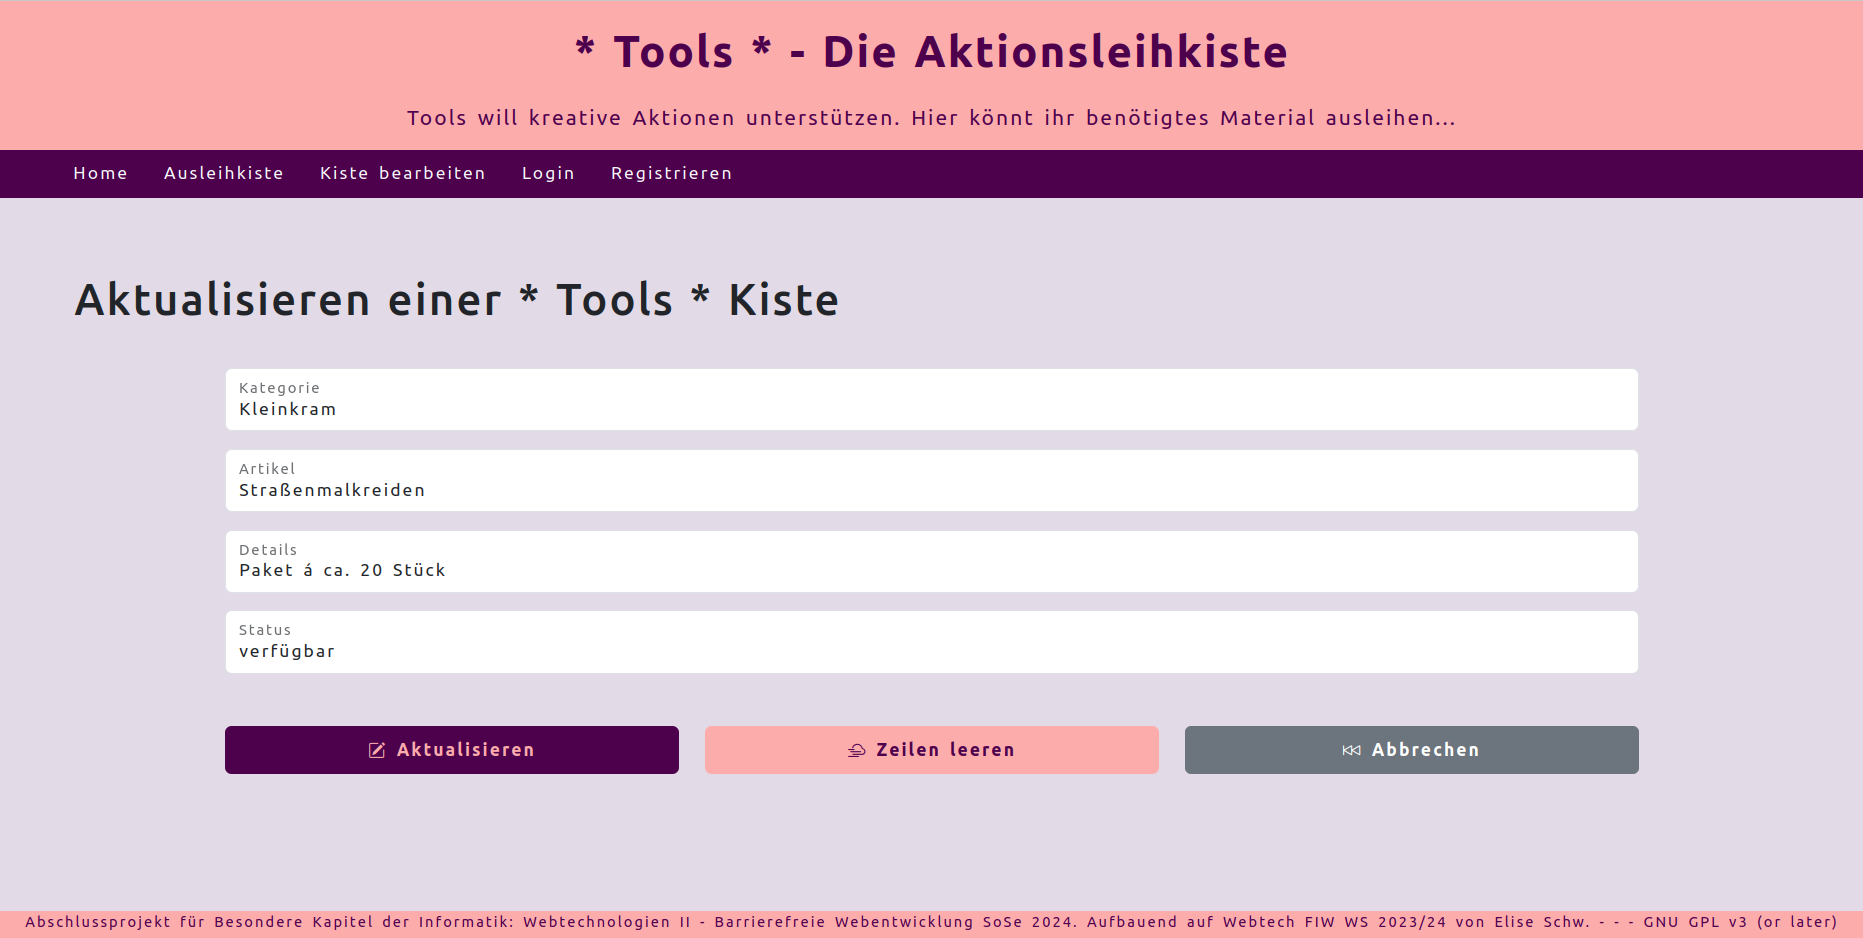 * Tools * - Die Aktionsleihkiste
Tools will kreative Aktionen unterstützen. Hier könnt ihr benötigtes Material ausleihen...
Home Ausleihkiste Kiste bearbeiten Login Registrieren
Aktualisieren einer * Tools * Kiste
Kategorie
Kleinkram
Artikel
Straßenmalkreiden
Details
Paket á ca. 20 Stück
Status
verfügbar
Aktualisieren Zeilen leeren Abbrechen
Abschlussprojekt für Besondere Kapitel der Informatik: Webtechnologien II - Barrierefreie Webentwicklung SoSe 2024. Aufbauend auf Webtech FIW WS 2023/24 von Elise Schw. - - - GNU GPL v3 (or later)